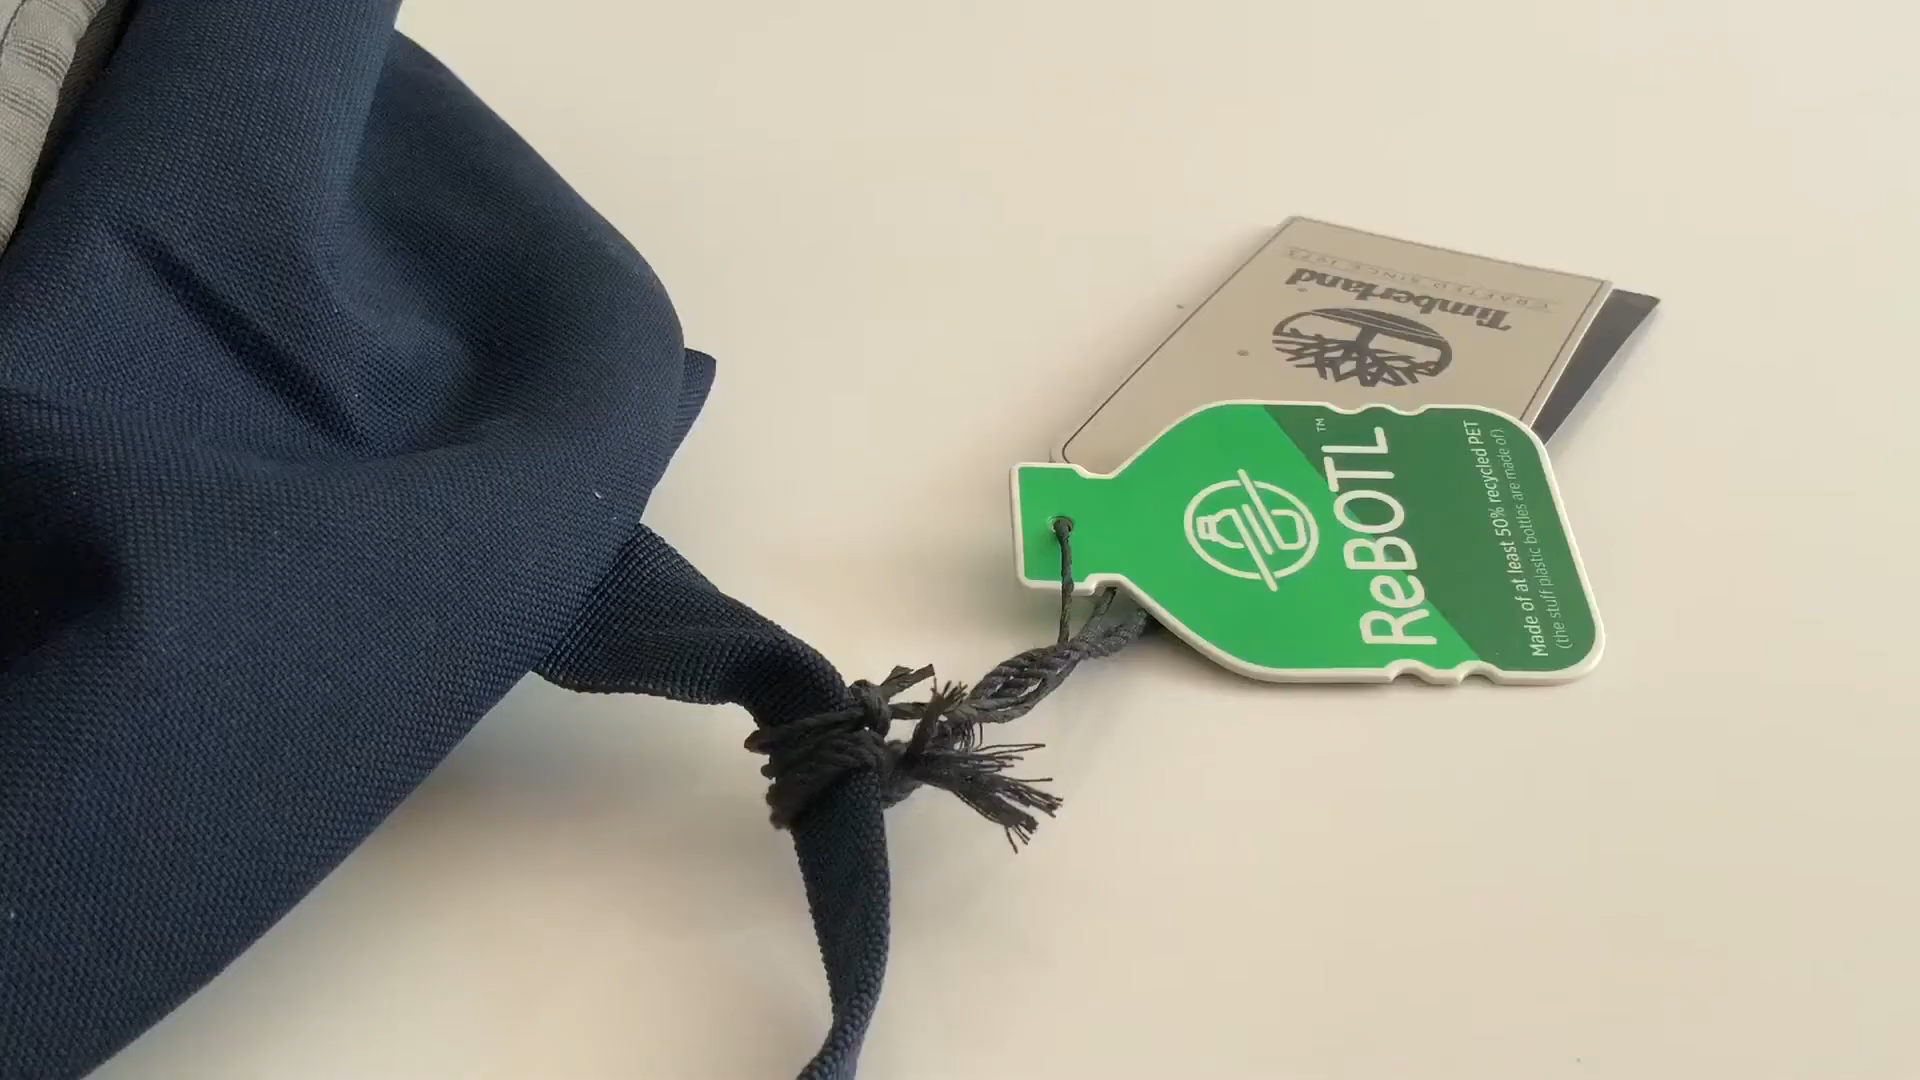 Timberland
CRAFTED SINCE 1973
ReBOTL™
Made of at least 50% recycled PET
(the stuff plastic bottles are made of)